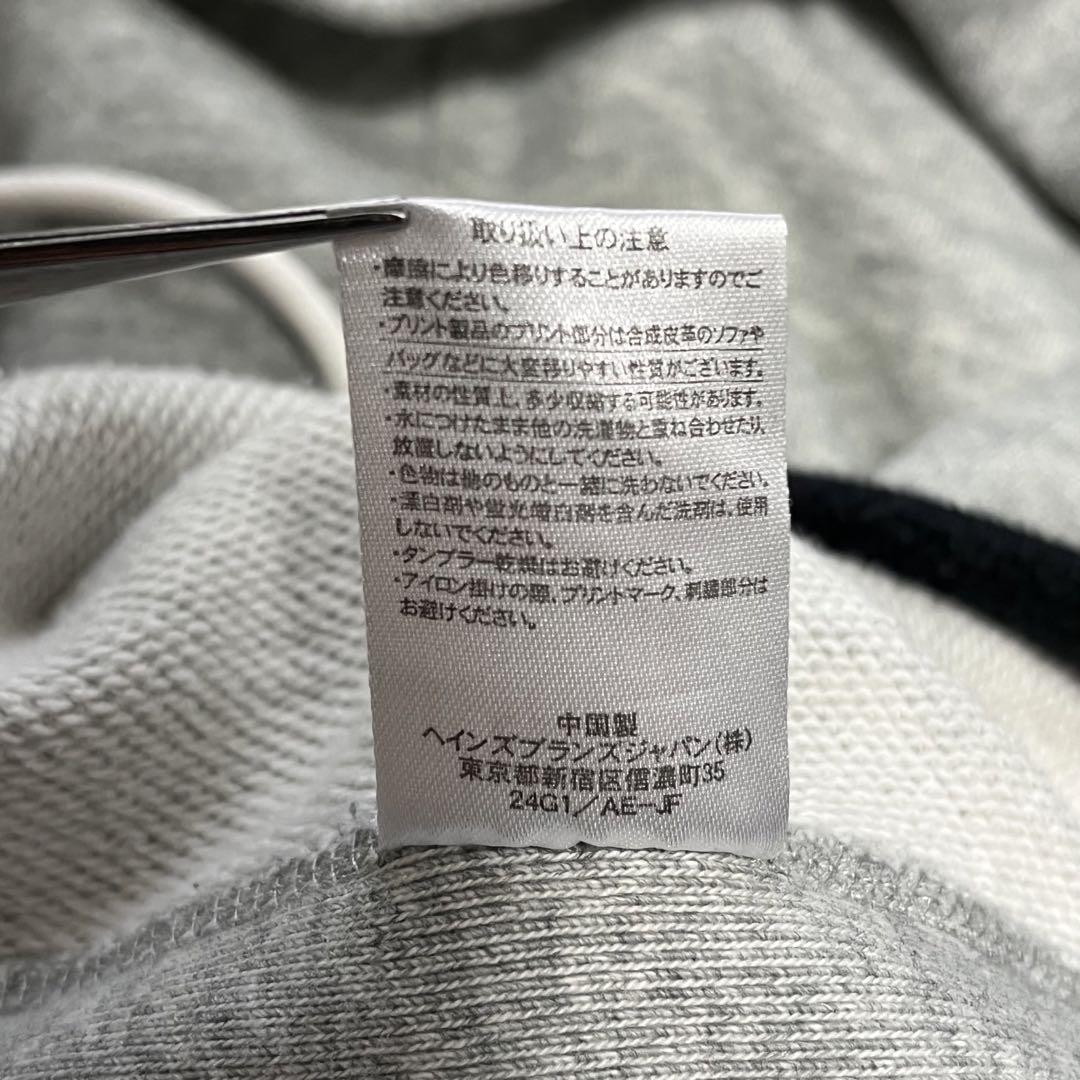 取り扱い上の注意
・摩擦により色移りすることがありますのでご
注意ください。
・プリント製品のプリント部分は合成皮革のソファや
バッグなどに大変移りやすい性質がございます。
・素材の性質上、多少収縮する可能性があります。
・水につけたまま他の洗濯物と重ね合わせたり、
放置しないようにしてください。
・色物は他のものと一緒に洗わないでください。
・漂白剤や蛍光増白剤を含んだ洗剤は、使用
しないでください。
・タンブラー乾燥はお避けください。
・アイロン掛けの際、プリントマーク、刺繍部分は
お避けください。
中国製
ヘインズブランズジャパン(株)
東京都新宿区信濃町35
24G1/AE-JF